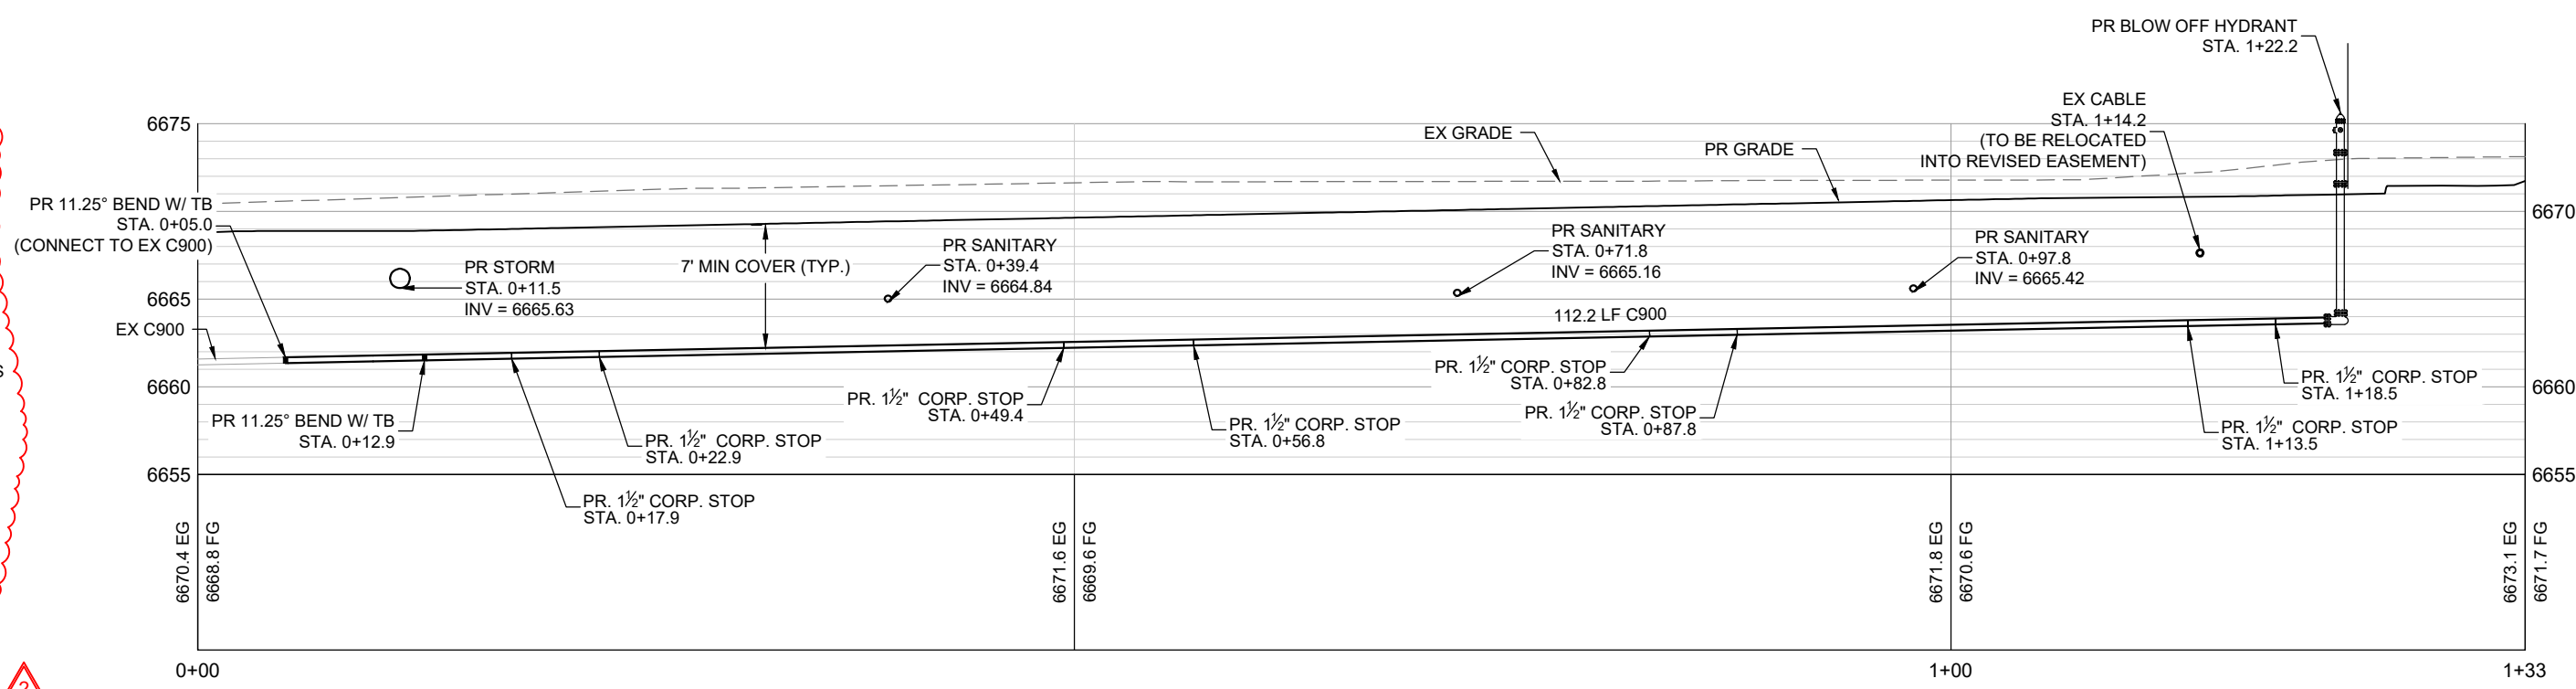 PR BLOW OFF HYDRANT
STA. 1+22.2
EX CABLE
STA. 1+14.2
(TO BE RELOCATED
INTO REVISED EASEMENT)
6675
EX GRADE
PR GRADE
PR 11.25° BEND W/ TB
STA. 0+05.0
(CONNECT TO EX C900)
6670
PR STORM
STA. 0+11.5
INV = 6665.63
7' MIN COVER (TYP.)
PR SANITARY
STA. 0+39.4
INV = 6664.84
PR SANITARY
STA. 0+71.8
INV = 6665.16
PR SANITARY
STA. 0+97.8
INV = 6665.42
6665
EX C900
112.2 LF C900
S
6660
6660
PR. 1½" CORP. STOP
STA. 0+82.8
PR. 1½" CORP. STOP
STA. 1+18.5
PR. 1½" CORP. STOP
STA. 0+49.4
PR 11.25° BEND W/ TB
STA. 0+12.9
PR. 1½" CORP. STOP
STA. 0+22.9
PR. 1½" CORP. STOP
STA. 0+56.8
PR. 1½" CORP. STOP
STA. 0+87.8
PR. 1½" CORP. STOP
STA. 1+13.5
6655
6655
PR. 1½" CORP. STOP
STA. 0+17.9
6670.4 EG
6668.8 FG
6671.6 EG
6669.6 FG
6671.8 EG
6670.6 FG
6673.1 EG
6671.7 FG
2
0+00
1+00
1+33